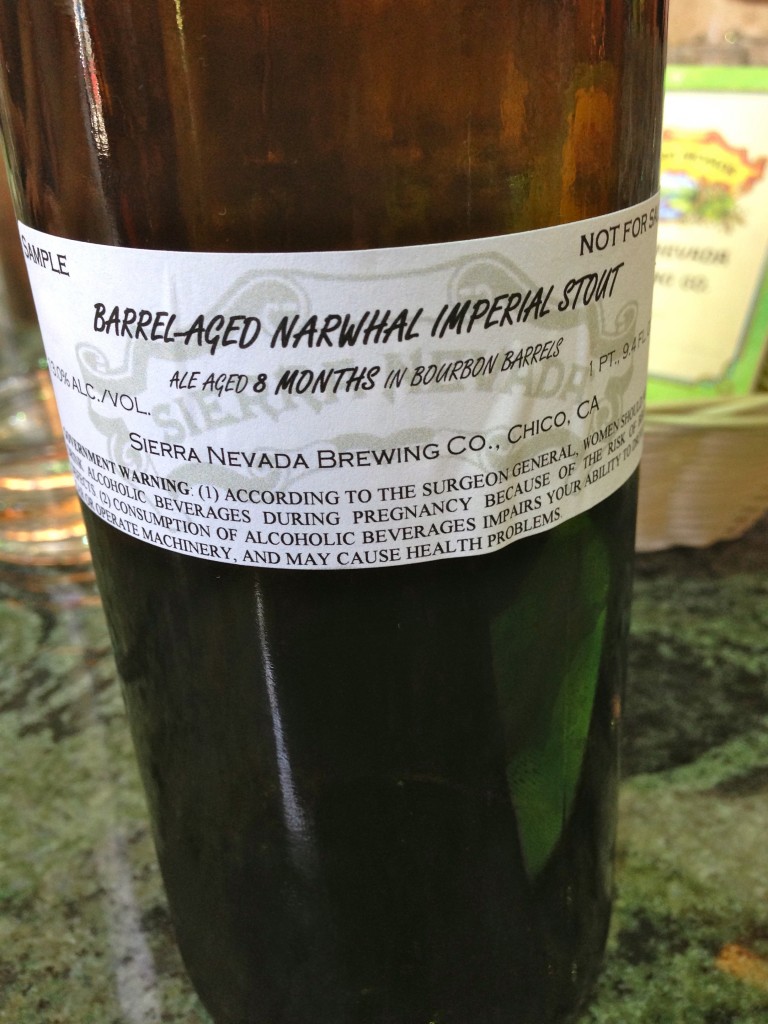 SAMPLE
NOT FOR SA
BARREL-AGED NARWHAL IMPERIAL STOUT
ALE AGED 8 MONTHS IN BOURBON BARRELS
.0% ALC./VOL.
1 PT., 9.4 FL
SIERRA NEVADA
SIERRA NEVADA BREWING CO., CHICO, CA
GOVERNMENT WARNING: (1) ACCORDING TO THE SURGEON GENERAL, WOMEN SHOULD
ALCOHOLIC BEVERAGES DURING PREGNANCY BECAUSE OF THE RISK OF
(2) CONSUMPTION OF ALCOHOLIC BEVERAGES IMPAIRS YOUR ABILITY TO
OR OPERATE MACHINERY, AND MAY CAUSE HEALTH PROBLEMS.